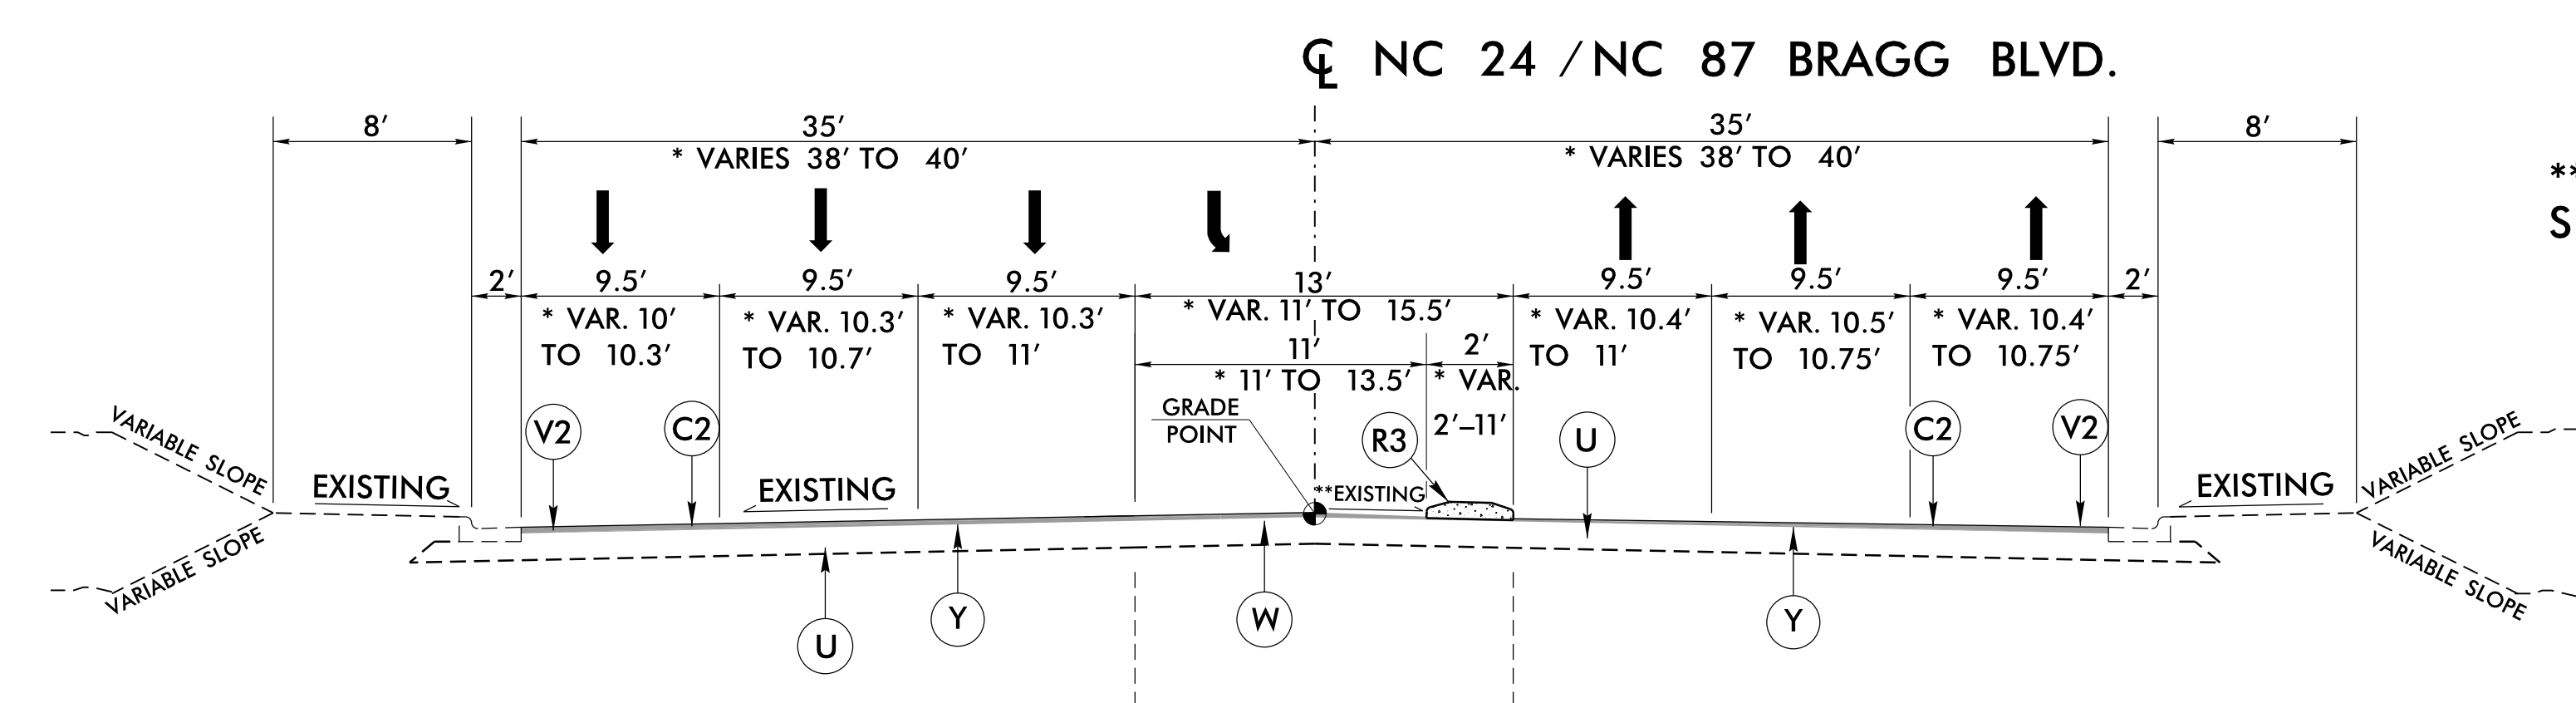 ℄ NC 24 / NC 87 BRAGG BLVD.
8' 35' 35' 8'
* VARIES 38' TO 40' * VARIES 38' TO 40'
**
S
2' 9.5' 9.5' 9.5' 13' 9.5' 9.5' 9.5' 2'
* VAR. 10' TO 10.3'
* VAR. 10.3' TO 10.7'
* VAR. 10.3' TO 11'
* VAR. 11' TO 15.5'
* VAR. 10.4' TO 11'
* VAR. 10.5' TO 10.75'
* VAR. 10.4' TO 10.75'
11' 2'
* 11' TO 13.5' * VAR.
2'–11'
GRADE
POINT
V2 C2 R3 U C2 V2
VARIABLE SLOPE
EXISTING
EXISTING
**EXISTING
EXISTING
VARIABLE SLOPE
VARIABLE SLOPE
VARIABLE SLOPE
U Y W Y